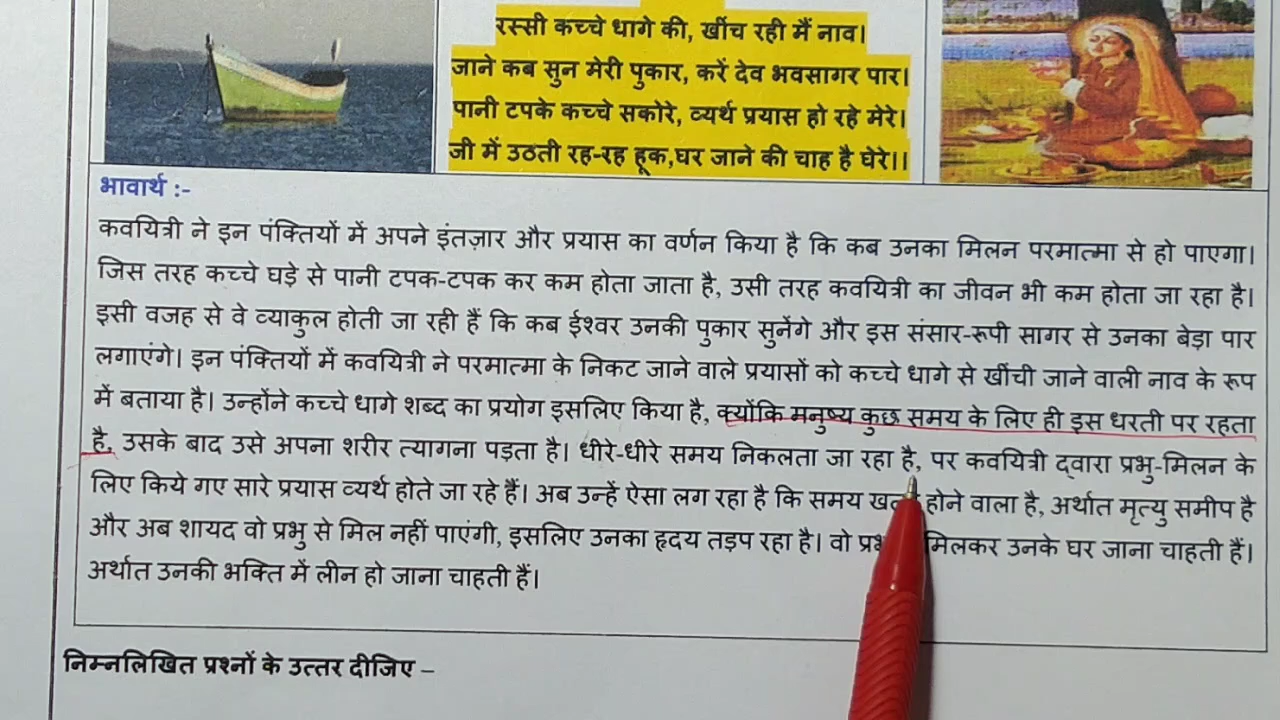 रस्सी कच्चे धागे की, खींच रही मैं नाव।
जाने कब सुन मेरी पुकार, करें देव भवसागर पार।
पानी टपके कच्चे सकोरे, व्यर्थ प्रयास हो रहे मेरे।
जी में उठती रह-रह हूक,घर जाने की चाह है घेरे।।
भावार्थ :-
कवयित्री ने इन पंक्तियों में अपने इंतज़ार और प्रयास का वर्णन किया है कि कब उनका मिलन परमात्मा से हो पाएगा।
जिस तरह कच्चे घड़े से पानी टपक-टपक कर कम होता जाता है, उसी तरह कवयित्री का जीवन भी कम होता जा रहा है।
इसी वजह से वे व्याकुल होती जा रही हैं कि कब ईश्वर उनकी पुकार सुनेंगे और इस संसार-रूपी सागर से उनका बेड़ा पार
लगाएंगे। इन पंक्तियों में कवयित्री ने परमात्मा के निकट जाने वाले प्रयासों को कच्चे धागे से खींची जाने वाली नाव के रूप
में बताया है। उन्होंने कच्चे धागे शब्द का प्रयोग इसलिए किया है, क्योंकि मनुष्य कुछ समय के लिए ही इस धरती पर रहता
है, उसके बाद उसे अपना शरीर त्यागना पड़ता है। धीरे-धीरे समय निकलता जा रहा है, पर कवयित्री द्वारा प्रभु-मिलन के
लिए किये गए सारे प्रयास व्यर्थ होते जा रहे हैं। अब उन्हें ऐसा लग रहा है कि समय होने वाला है, अर्थात मृत्यु समीप है
और अब शायद वो प्रभु से मिल नहीं पाएंगी, इसलिए उनका हृदय तड़प रहा है। वो मिलकर उनके घर जाना चाहती हैं।
अर्थात उनकी भक्ति में लीन हो जाना चाहती हैं।
निम्नलिखित प्रश्नों के उत्तर दीजिए –